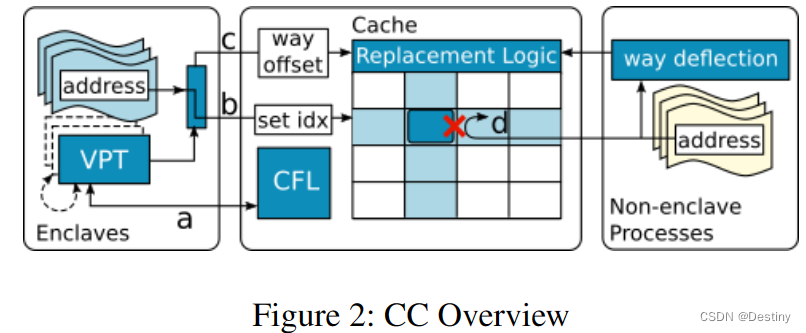 address
VPT
Enclaves
a
b
c
Cache
way
offset
set idx
CFL
Replacement Logic
d
way deflection
address
Non-enclave
Processes
Figure 2: CC Overview
CSDN @Destiny